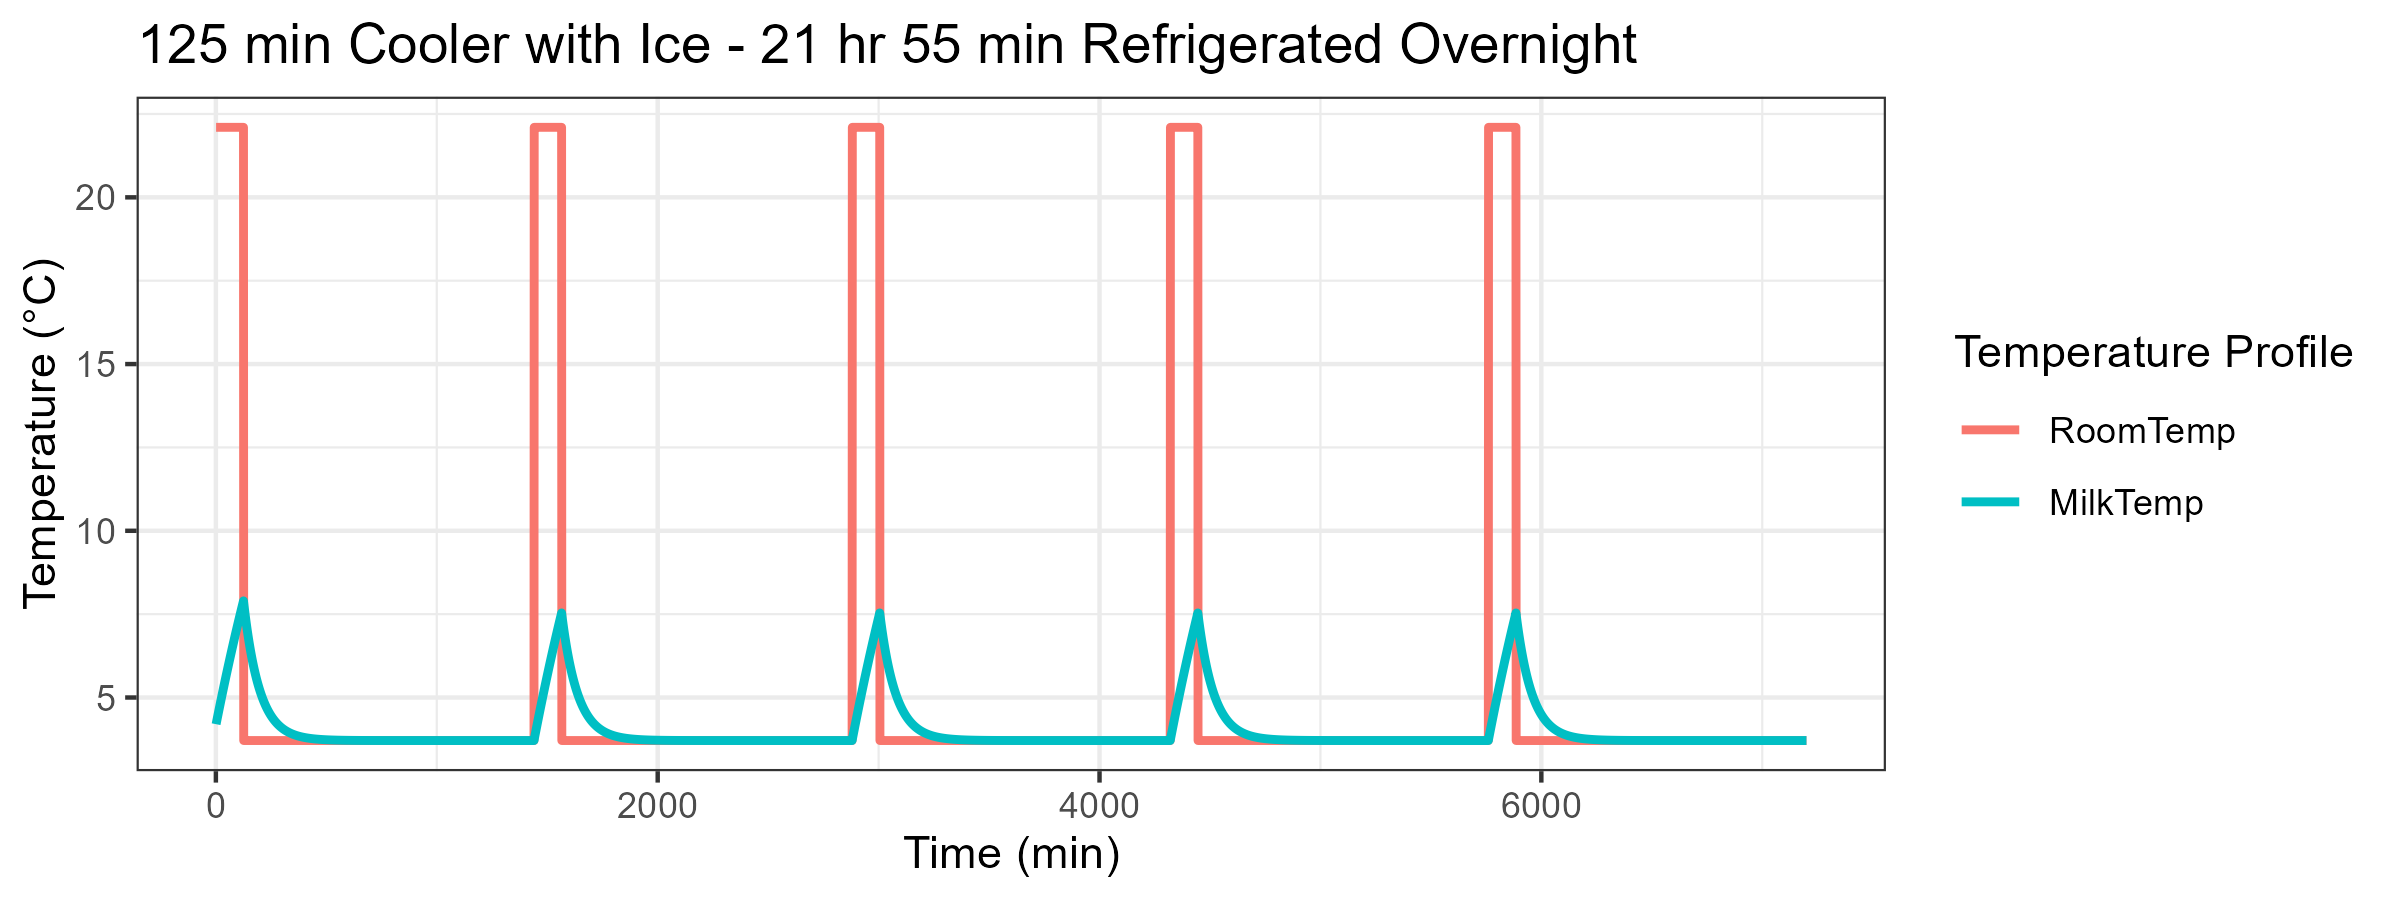 125 min Cooler with Ice - 21 hr 55 min Refrigerated Overnight
Temperature (°C)
20
15
10
5
0
2000
4000
6000
Time (min)
Temperature Profile
RoomTemp
MilkTemp